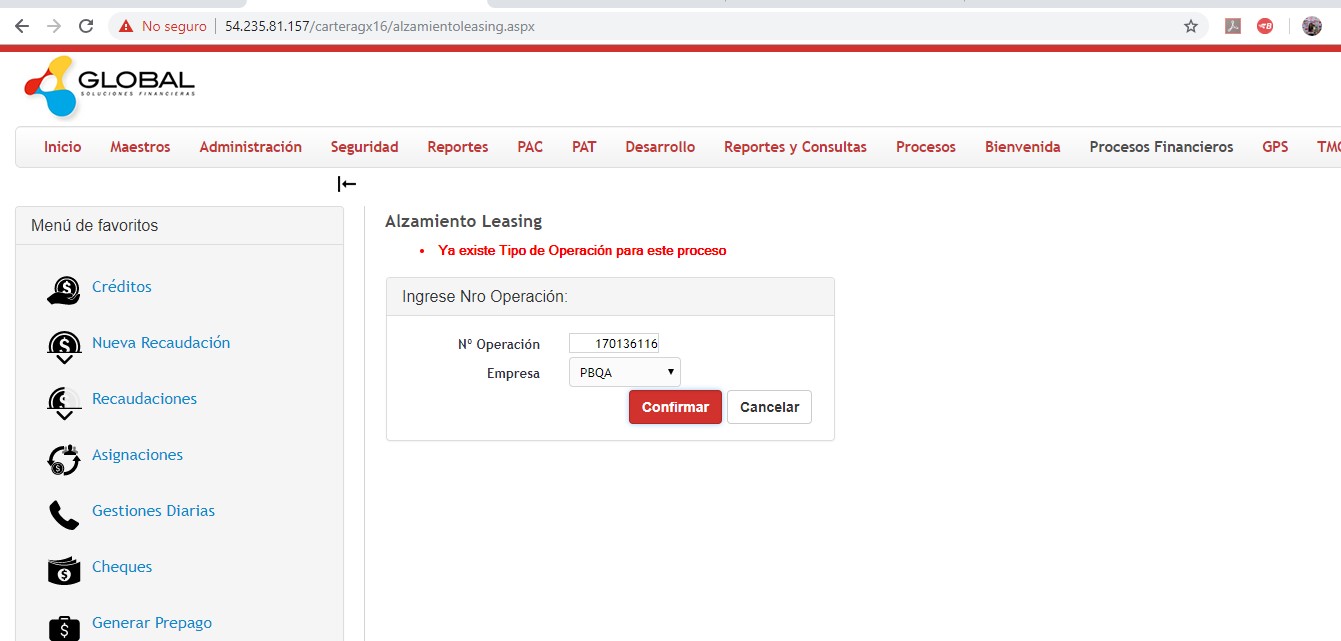 No seguro | 54.235.81.157/carteragx16/alzamientoleasing.aspx
GLOBAL
SOLUCIONES FINANCIERAS
Inicio Maestros Administración Seguridad Reportes PAC PAT Desarrollo Reportes y Consultas Procesos Bienvenida Procesos Financieros GPS TMC
Menú de favoritos
Créditos
Nueva Recaudación
Recaudaciones
Asignaciones
Gestiones Diarias
Cheques
Generar Prepago
Alzamiento Leasing
• Ya existe Tipo de Operación para este proceso
Ingrese Nro Operación:
Nº Operación 170136116
Empresa PBQA
Confirmar Cancelar